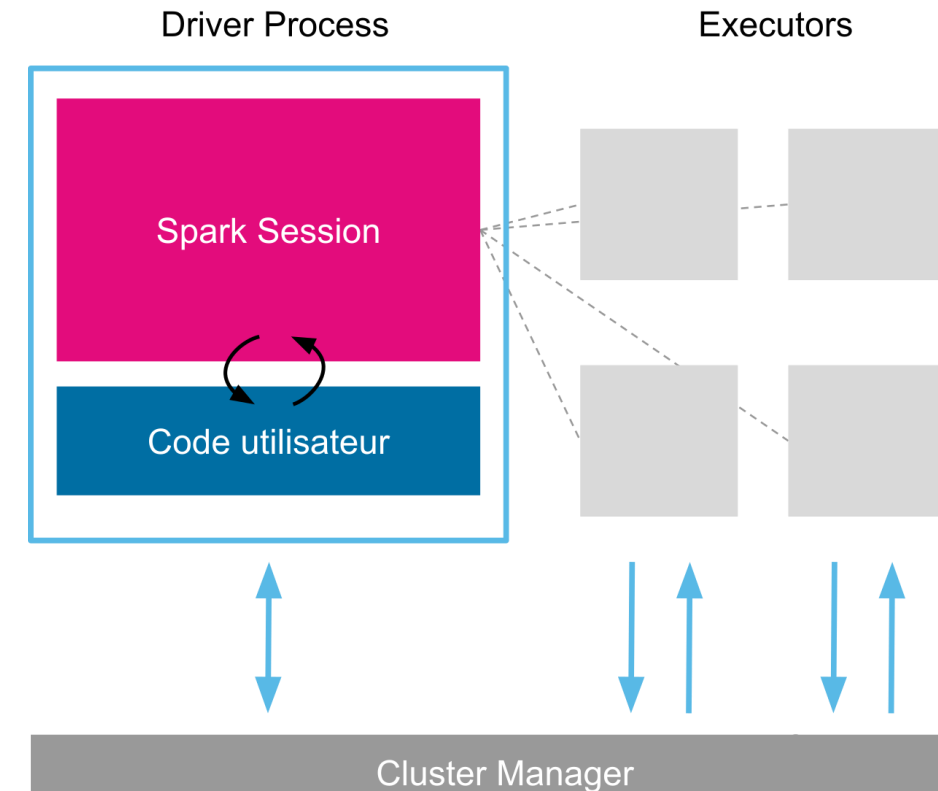 Driver Process
Executors
Spark Session
Code utilisateur
Cluster Manager